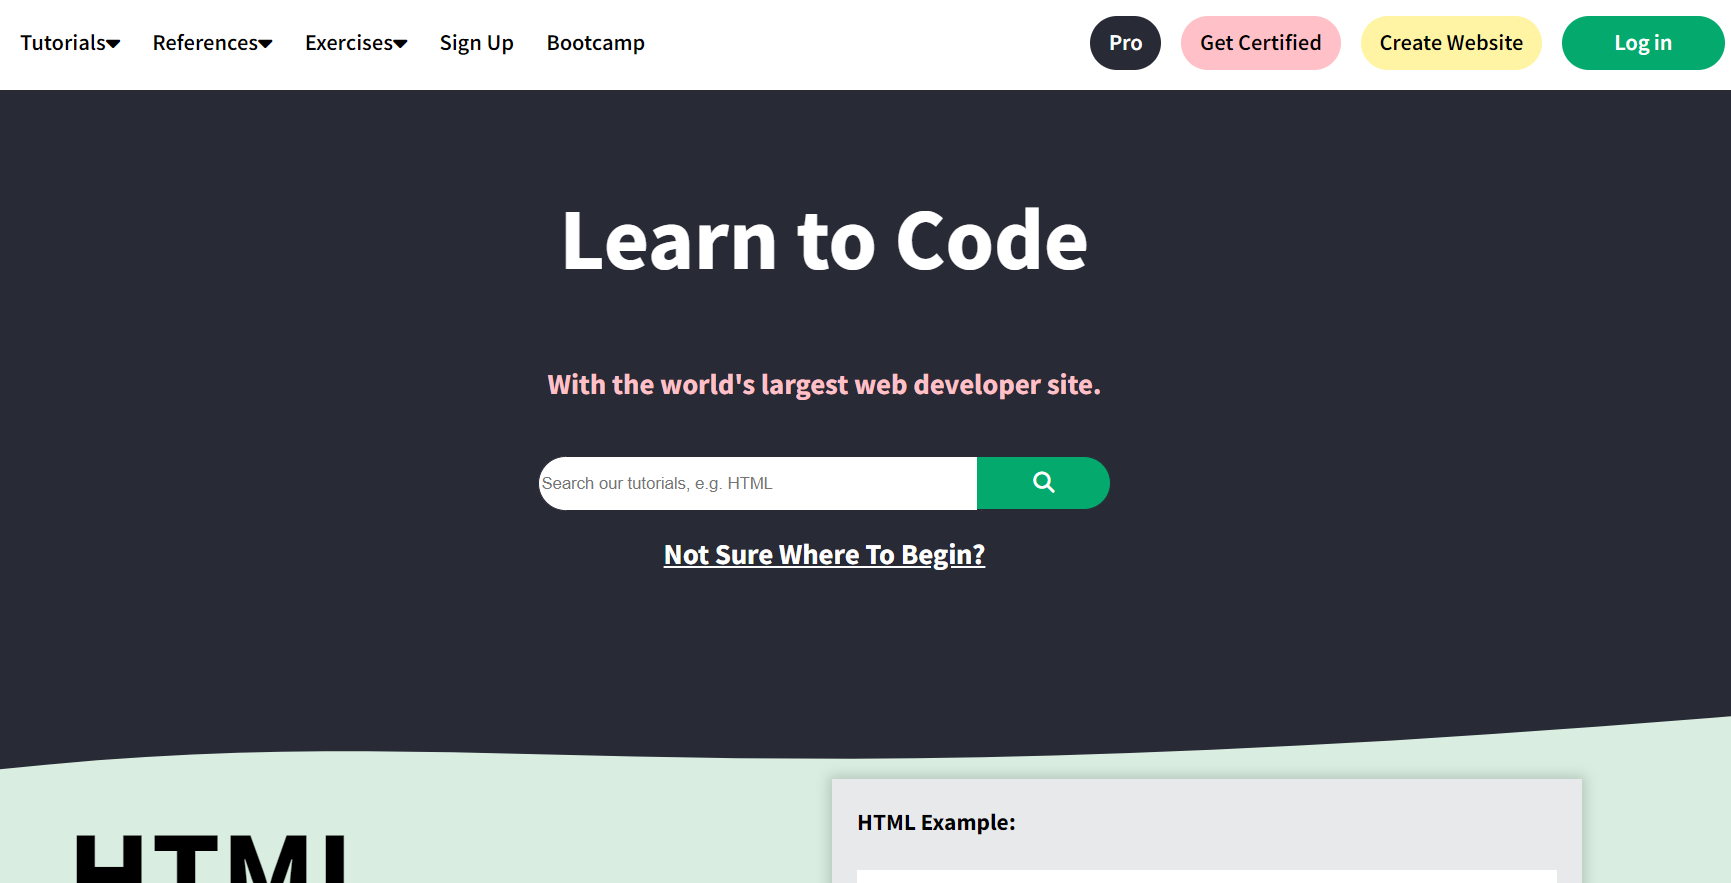 Tutorials References Exercises Sign Up Bootcamp Pro Get Certified Create Website Log in
Learn to Code
With the world's largest web developer site.
Search our tutorials, e.g. HTML
Not Sure Where To Begin?
HTML Example:
HTML